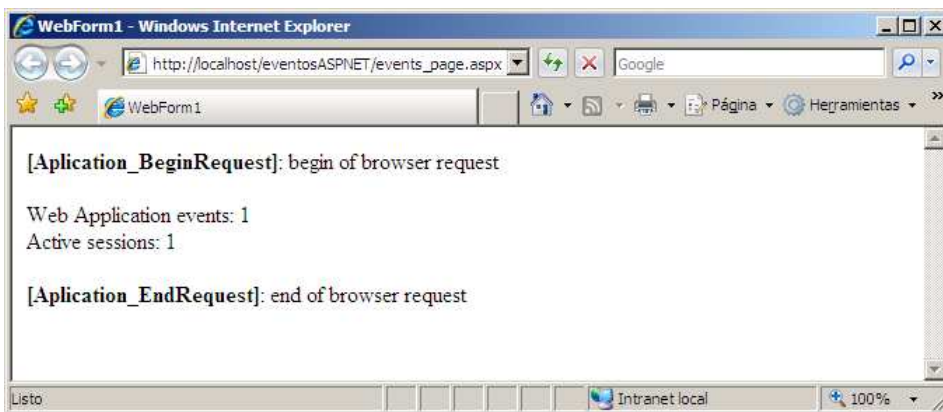 WebForm1 - Windows Internet Explorer
http://localhost/eventosASPNET/events_page.aspx
Google
WebForm1
Página
Herramientas
»
[Aplication_BeginRequest]: begin of browser request
Web Application events: 1
Active sessions: 1
[Aplication_EndRequest]: end of browser request
Listo
Intranet local
100%